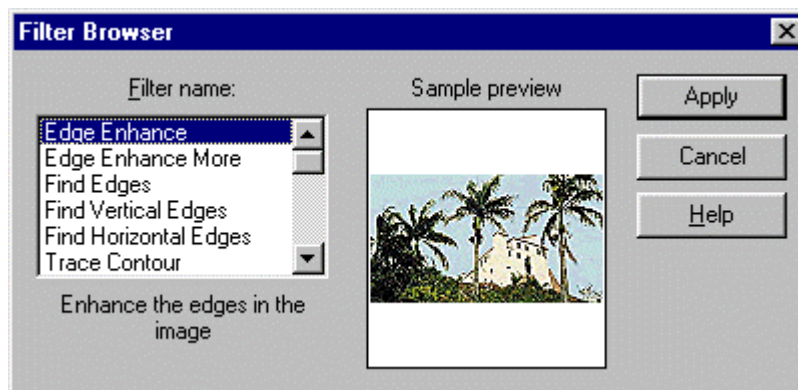 Filter Browser
Filter name:
Edge Enhance
Edge Enhance More
Find Edges
Find Vertical Edges
Find Horizontal Edges
Trace Contour
Enhance the edges in the
image
Sample preview
Apply
Cancel
Help